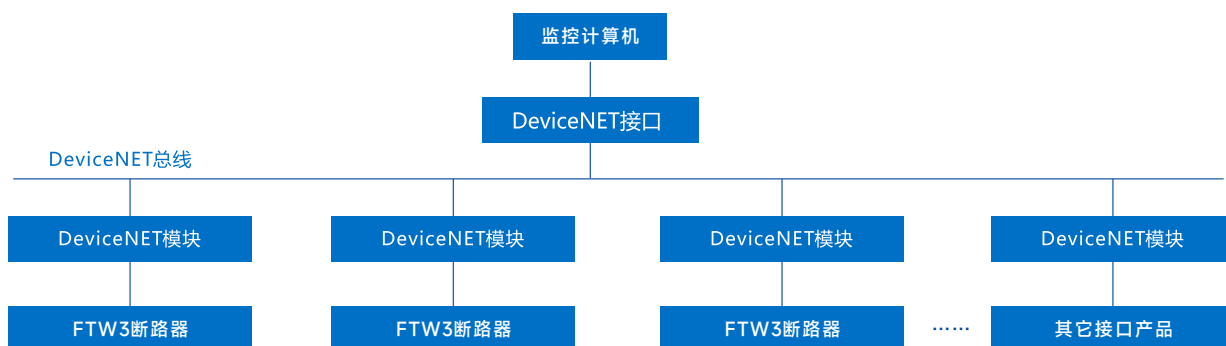 监控计算机
DeviceNET接口
DeviceNET总线
DeviceNET模块 DeviceNET模块 DeviceNET模块 DeviceNET模块
FTW3断路器 FTW3断路器 FTW3断路器 …… 其它接口产品